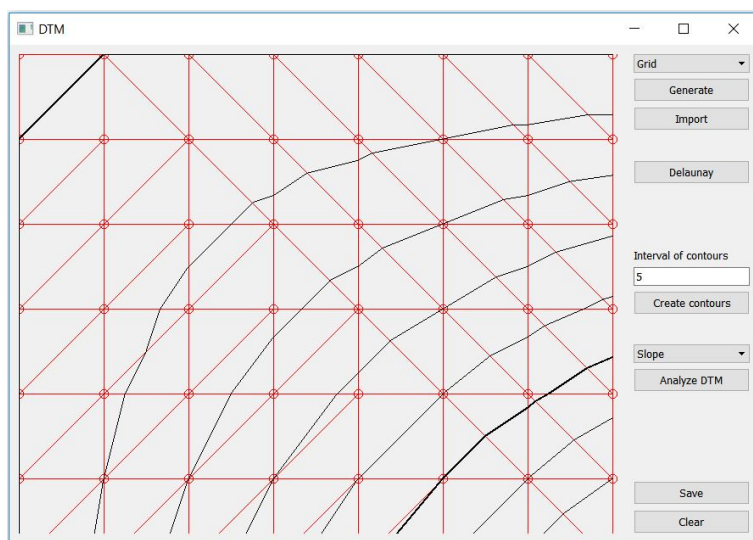 DTM
Grid
Generate
Import
Delaunay
Interval of contours
5
Create contours
Slope
Analyze DTM
Save
Clear